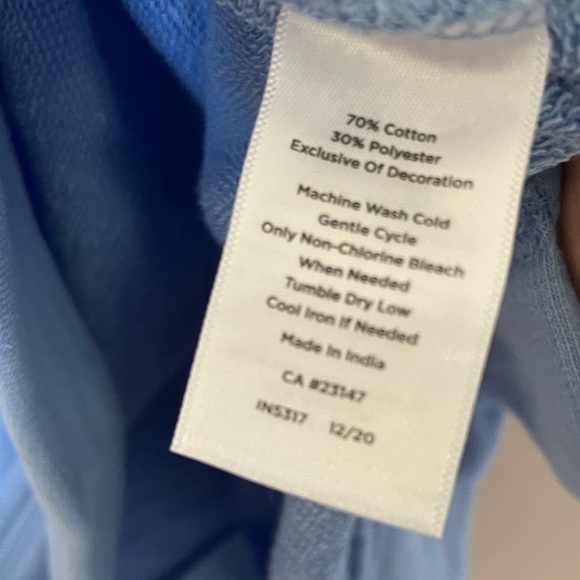 70% Cotton
30% Polyester
Exclusive Of Decoration
Machine Wash Cold
Gentle Cycle
Only Non-Chlorine Bleach
When Needed
Tumble Dry Low
Cool Iron If Needed
Made In India
CA #23147
IN5317 12/20